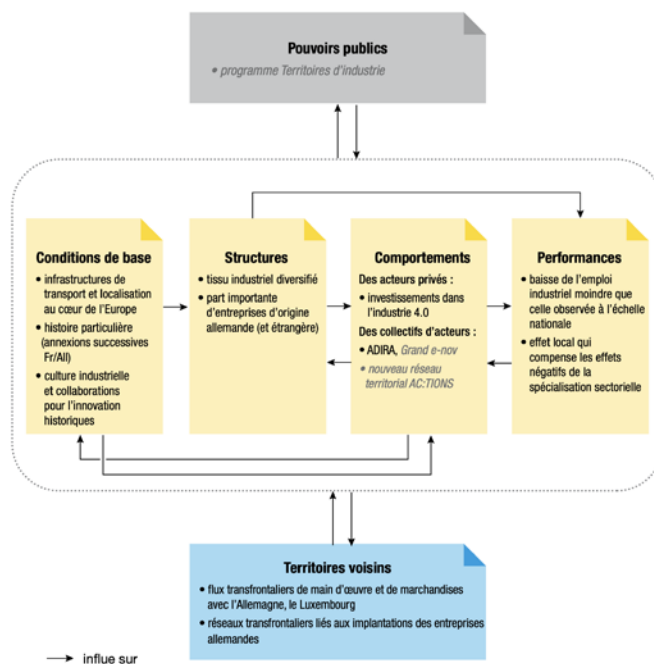 Pouvoirs publics
• programme Territoires d'industrie
Conditions de base
• infrastructures de
transport et localisation
au cœur de l'Europe
• histoire particulière
(annexions successives
Fr/All)
• culture industrielle
et collaborations
pour l'innovation
historiques
Structures
• tissu industriel diversifié
• part importante
d'entreprises d'origine
allemande (et étrangère)
Comportements
Des acteurs privés :
• investissements dans
l'industrie 4.0
Des collectifs d'acteurs :
• ADIRA, Grand e-nov
• nouveau réseau
territorial AC:TIONS
Performances
• baisse de l'emploi
industriel moindre que
celle observée à l'échelle
nationale
• effet local qui
compense les effets
négatifs de la
spécialisation sectorielle
Territoires voisins
• flux transfrontaliers de main d'œuvre et de marchandises
avec l'Allemagne, le Luxembourg
• réseaux transfrontaliers liés aux implantations des entreprises
allemandes
influe sur